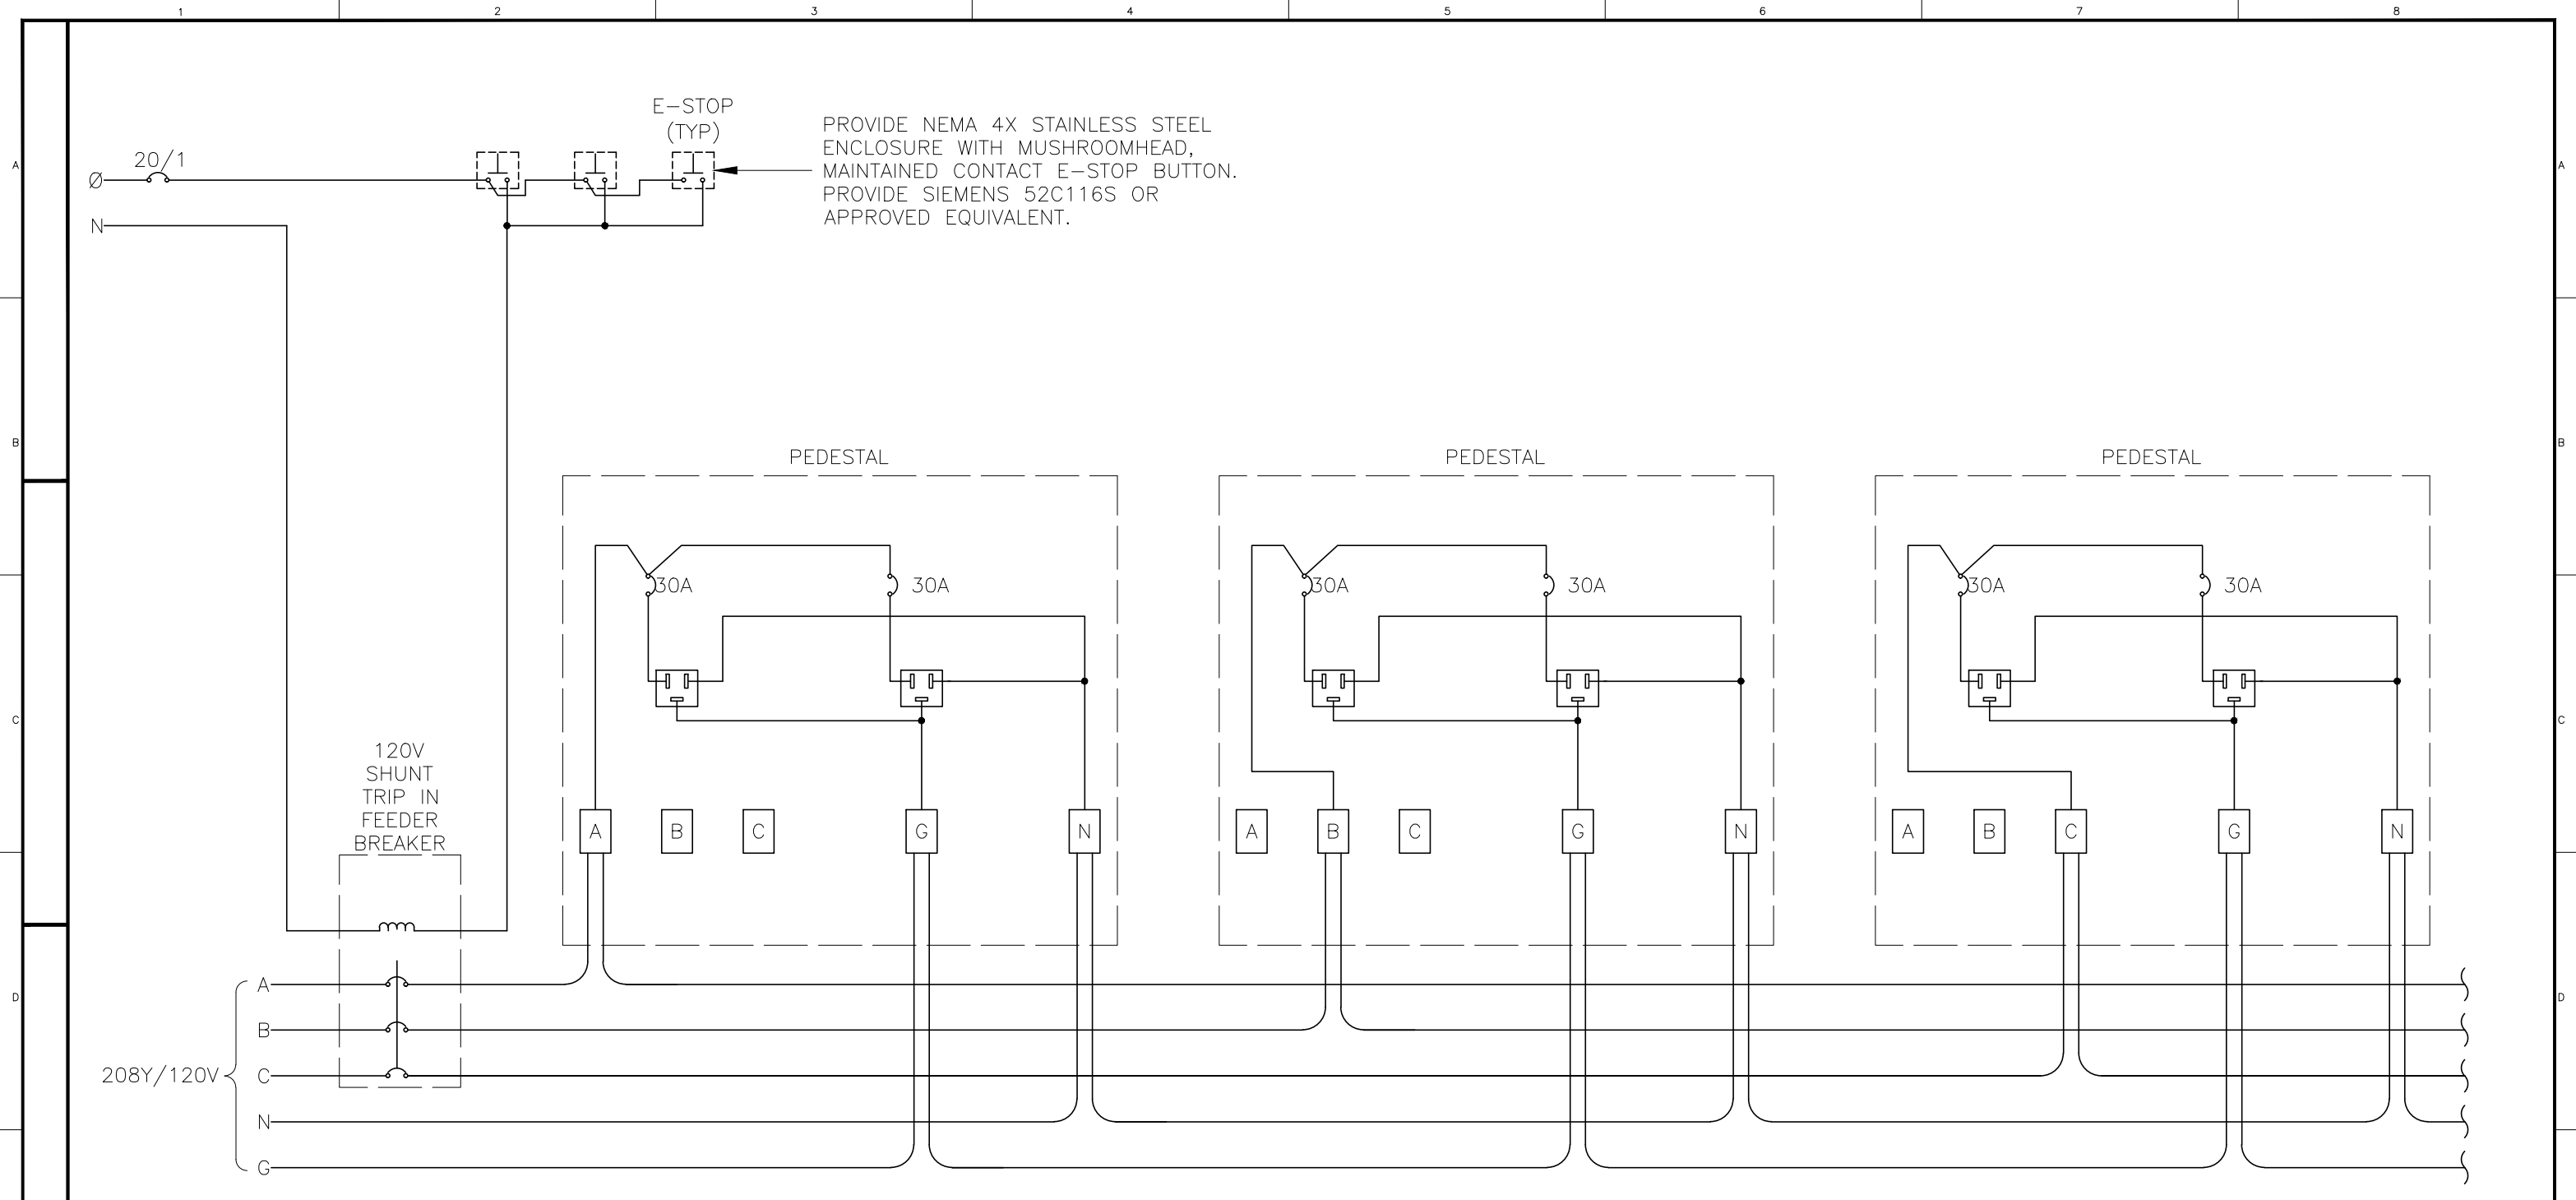 1 2 3 4 5 6 7 8
E-STOP
(TYP)
PROVIDE NEMA 4X STAINLESS STEEL
ENCLOSURE WITH MUSHROOMHEAD,
MAINTAINED CONTACT E-STOP BUTTON.
PROVIDE SIEMENS 52C116S OR
APPROVED EQUIVALENT.
A A
20/1
Ø
N
B B
PEDESTAL PEDESTAL PEDESTAL
30A 30A 30A 30A 30A 30A
C C
120V
SHUNT
TRIP IN
FEEDER
BREAKER
A B C G N A B C G N A B C G N
D D
A
B
208Y/120V C
N
G